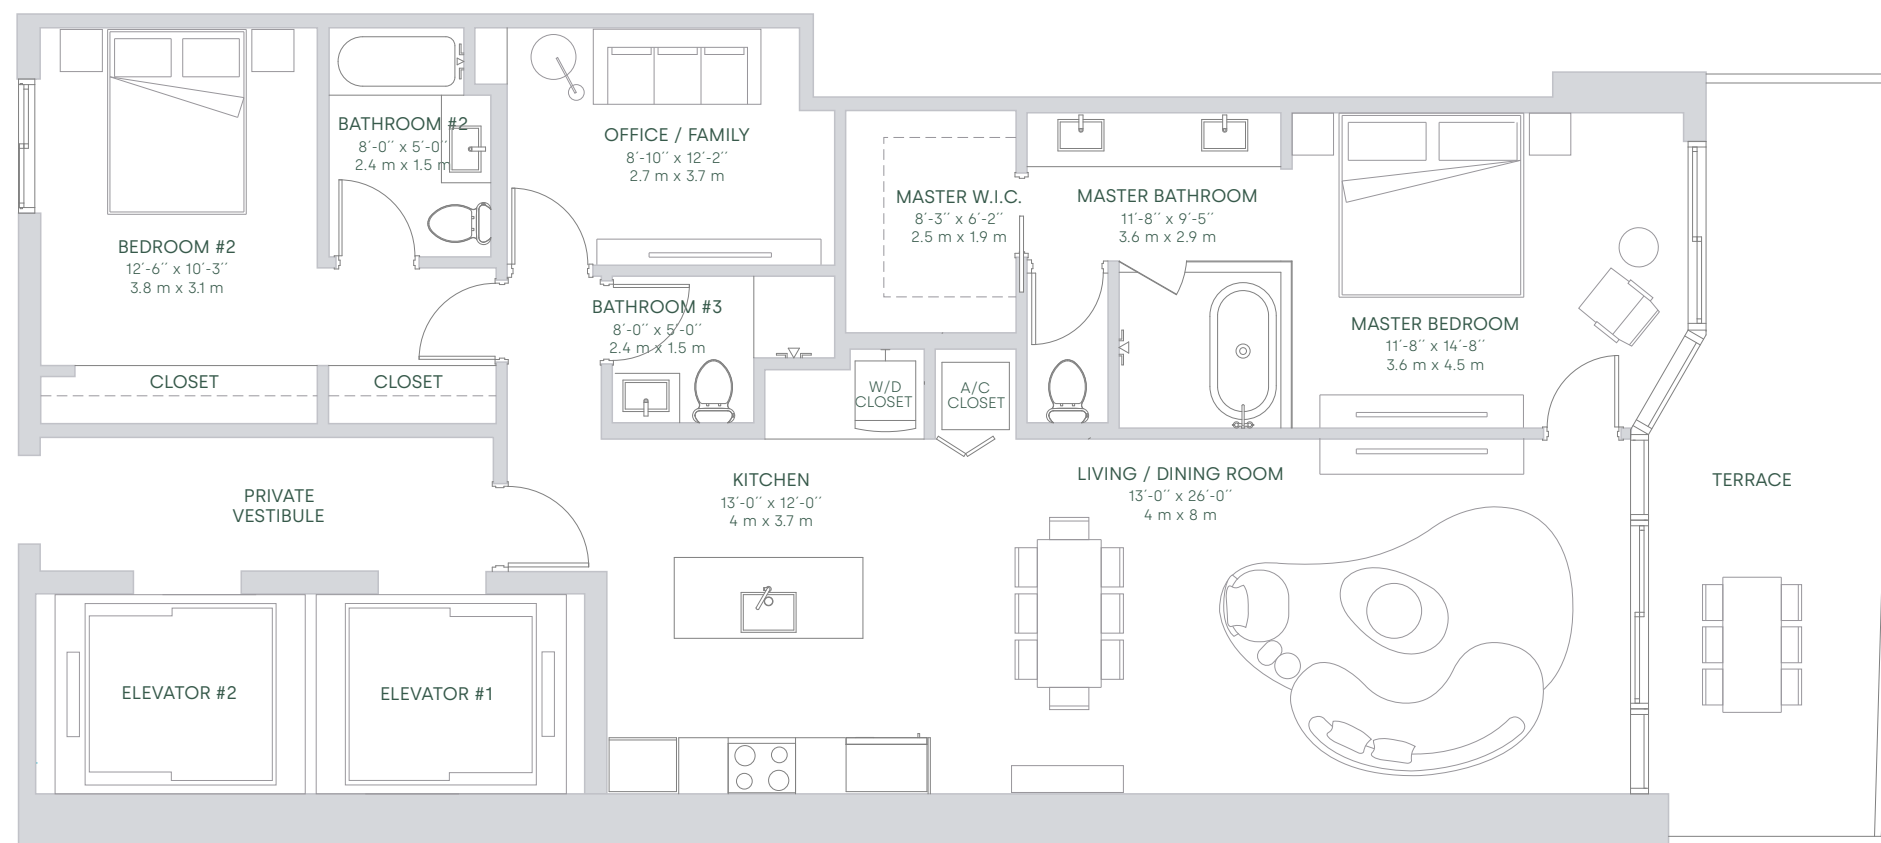 BATHROOM #2
8´-0´´ x 5´-0´´
2.4 m x 1.5 m
OFFICE / FAMILY
8´-10´´ x 12´-2´´
2.7 m x 3.7 m
MASTER W.I.C.
8´-3´´ x 6´-2´´
2.5 m x 1.9 m
MASTER BATHROOM
11´-8´´ x 9´-5´´
3.6 m x 2.9 m
BEDROOM #2
12´-6´´ x 10´-3´´
3.8 m x 3.1 m
BATHROOM #3
8´-0´´ x 5´-0´´
2.4 m x 1.5 m
MASTER BEDROOM
11´-8´´ x 14´-8´´
3.6 m x 4.5 m
CLOSET
CLOSET
W/D
CLOSET
A/C
CLOSET
PRIVATE
VESTIBULE
KITCHEN
13´-0´´ x 12´-0´´
4 m x 3.7 m
LIVING / DINING ROOM
13´-0´´ x 26´-0´´
4 m x 8 m
TERRACE
ELEVATOR #2
ELEVATOR #1